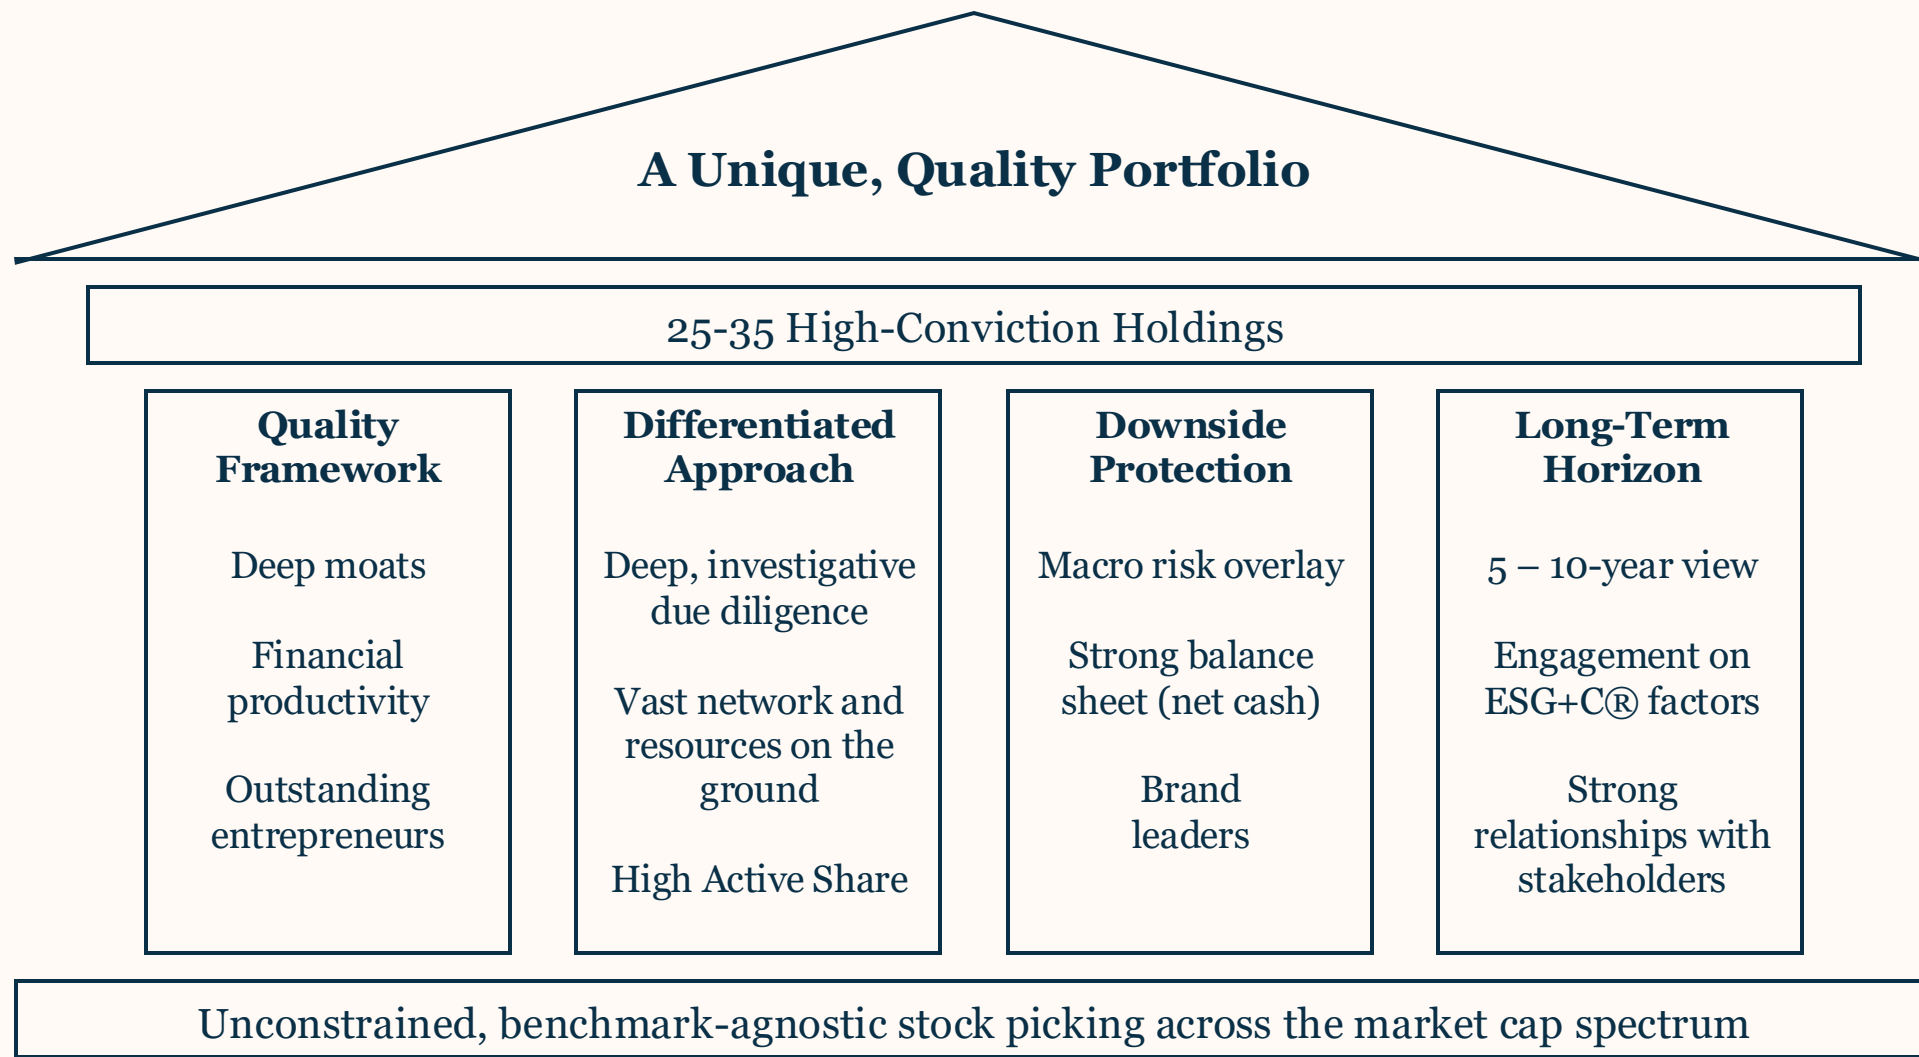 A Unique, Quality Portfolio
25-35 High-Conviction Holdings
Quality
Framework
Deep moats
Financial
productivity
Outstanding
entrepreneurs
Differentiated
Approach
Deep, investigative
due diligence
Vast network and
resources on the
ground
High Active Share
Downside
Protection
Macro risk overlay
Strong balance
sheet (net cash)
Brand
leaders
Long-Term
Horizon
5 – 10-year view
Engagement on
ESG+C® factors
Strong
relationships with
stakeholders
Unconstrained, benchmark-agnostic stock picking across the market cap spectrum